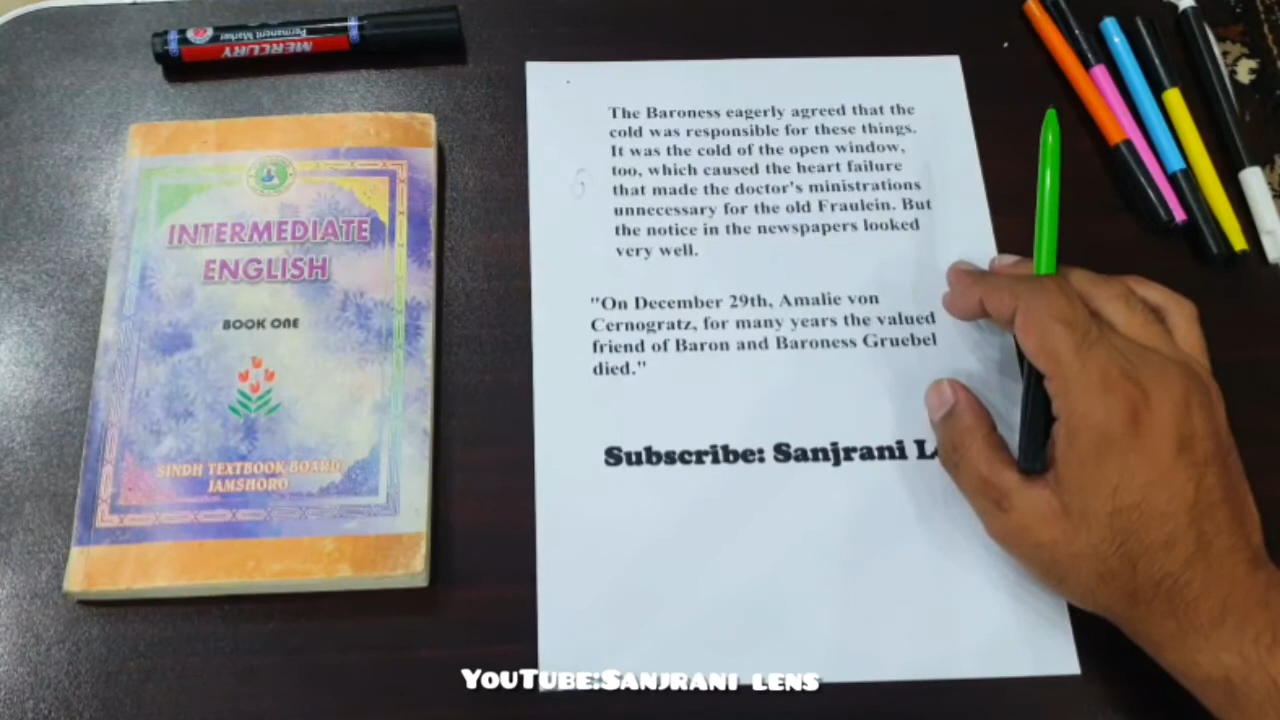 Permanent Marker
MERCURY
INTERMEDIATE
ENGLISH
BOOK ONE
SINDH TEXTBOOK BOARD
JAMSHORO
The Baroness eagerly agreed that the
cold was responsible for these things.
It was the cold of the open window,
too, which caused the heart failure
that made the doctor's ministrations
unnecessary for the old Fraulein. But
the notice in the newspapers looked
very well.
"On December 29th, Amalie von
Cernogratz, for many years the valued
friend of Baron and Baroness Gruebel
died."
Subscribe: Sanjrani L
YouTube:Sanjrani lens